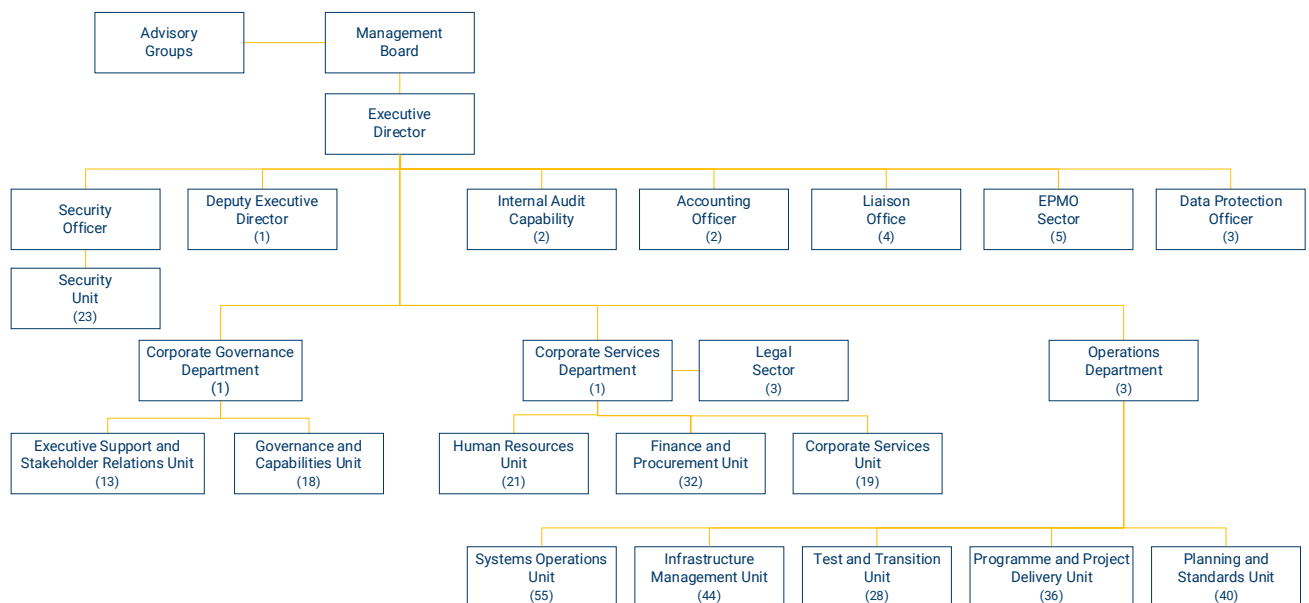 Advisory
Groups
Management
Board
Executive
Director
Security
Officer
Deputy Executive
Director
(1)
Internal Audit
Capability
(2)
Accounting
Officer
(2)
Liaison
Office
(4)
EPMO
Sector
(5)
Data Protection
Officer
(3)
Security
Unit
(23)
Corporate Governance
Department
(1)
Corporate Services
Department
(1)
Legal
Sector
(3)
Operations
Department
(3)
Executive Support and
Stakeholder Relations Unit
(13)
Governance and
Capabilities Unit
(18)
Human Resources
Unit
(21)
Finance and
Procurement Unit
(32)
Corporate Services
Unit
(19)
Systems Operations
Unit
(55)
Infrastructure
Management Unit
(44)
Test and Transition
Unit
(28)
Programme and Project
Delivery Unit
(36)
Planning and
Standards Unit
(40)